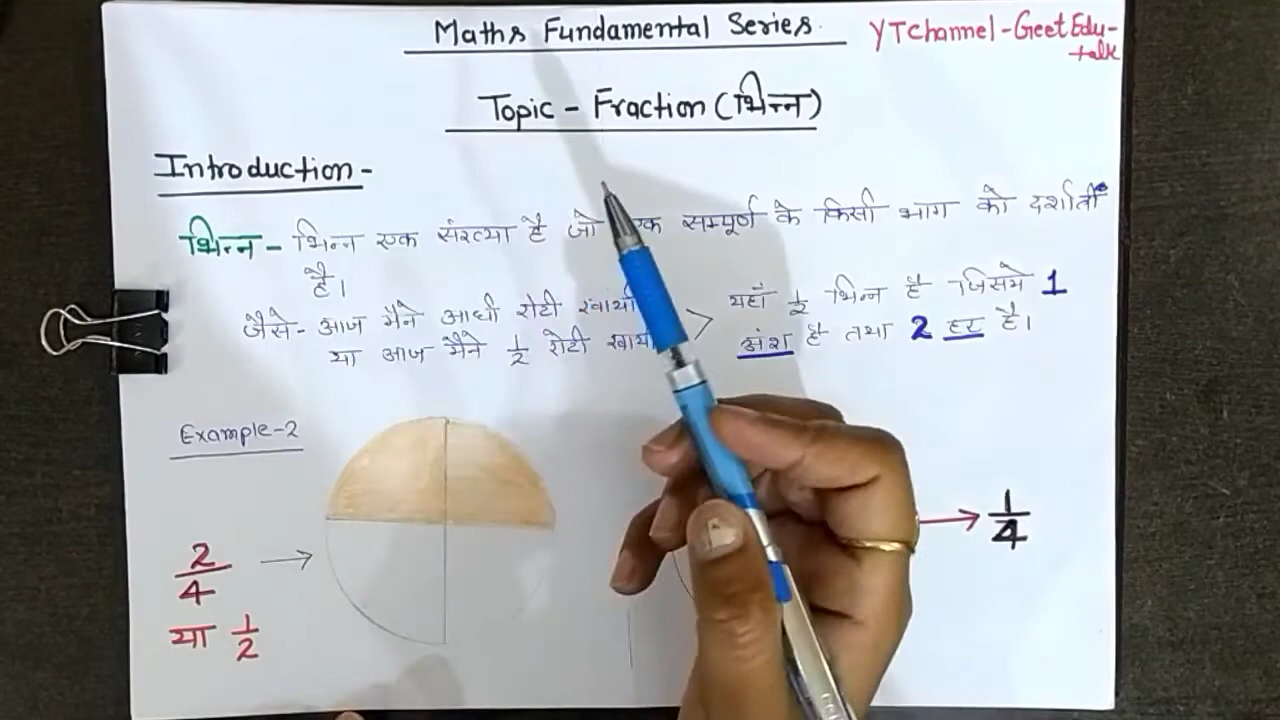 Maths Fundamental Series.
YTChannel-Geet Edu-
talk
Topic - Fraction (भिन्न)
Introduction -
भिन्न - भिन्न एक संख्या है जो एक सम्पूर्ण के किसी भाग को दर्शाती
है।
जैसे- आज मैने आधी रोटी खायी
या आज मैने 1/2 रोटी खायी
> यहाँ 1/2 भिन्न है जिसमे 1
अंश है तथा 2 हर है।
Example-2
2/4 →
या 1/2
→ 1/4